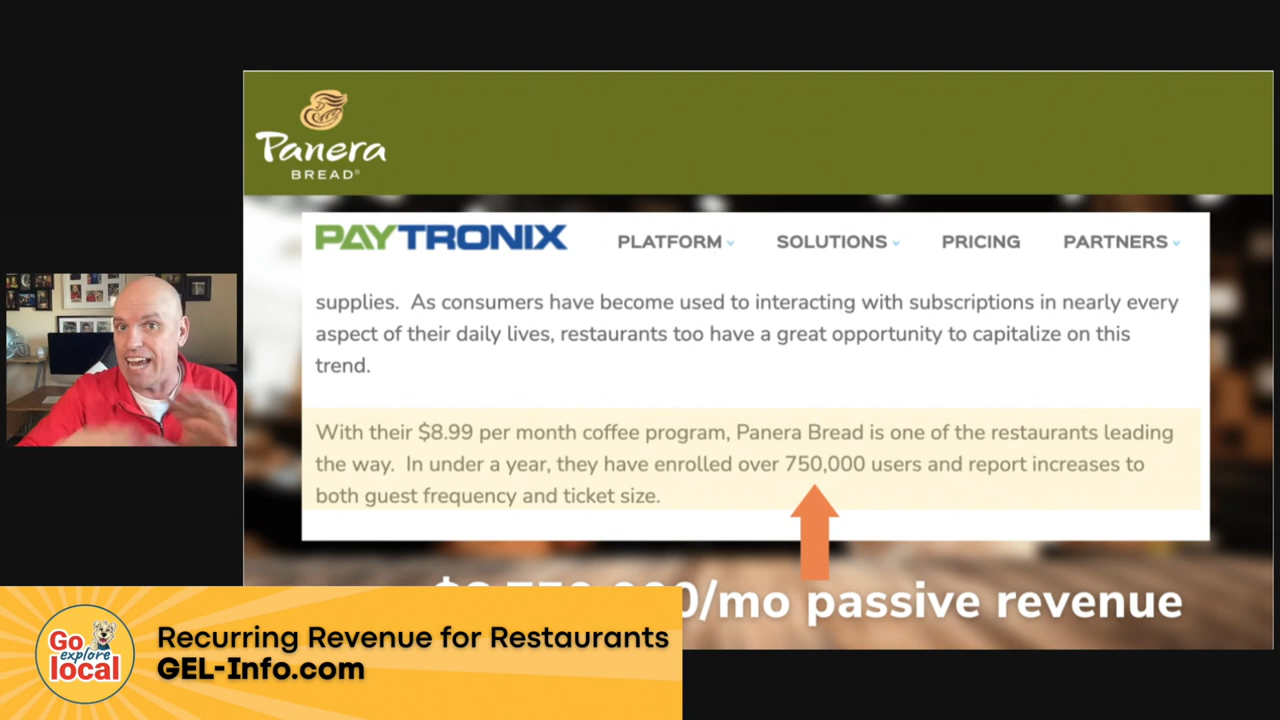 Panera
BREAD®
PAYTRONIX
PLATFORM
SOLUTIONS
PRICING
PARTNERS
supplies. As consumers have become used to interacting with subscriptions in nearly every
aspect of their daily lives, restaurants too have a great opportunity to capitalize on this
trend.
With their $8.99 per month coffee program, Panera Bread is one of the restaurants leading
the way. In under a year, they have enrolled over 750,000 users and report increases to
both guest frequency and ticket size.
0/mo passive revenue
Go
explore
local
Recurring Revenue for Restaurants
GEL-Info.com